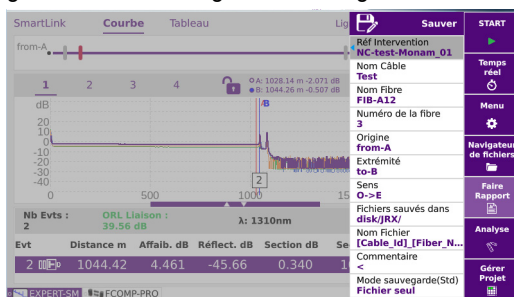 SmartLink Courbe Tableau Lig
from-A
1 2 3 4
A: 1028.14 m -2.071 dB
B: 1044.26 m -0.507 dB
dB
B
20
10
0
-10
-20
-30
-40
2
0 500 1000 15
Nb Evts : 2
ORL Liaison : 39.56 dB
λ: 1310nm
Evt Distance m Affaib. dB Réflect. dB Section dB Se
2 1044.42 4.461 -45.66 0.340 10
EXPERT-SM FCOMP-PRO
Sauver
Réf Intervention
NC-test-Monam_01
Nom Câble
Test
Nom Fibre
FIB-A12
Numéro de la fibre
3
Origine
from-A
Extrémité
to-B
Sens
O->E
Fichiers sauvés dans
disk/JRX/
Nom Fichier
[Cable_Id]_[Fiber_N...
Commentaire
<
Mode sauvegarde(Std)
Fichier seul
START
Temps
réel
Menu
Navigateur
de fichiers
Faire
Rapport
Analyse
Gérer
Projet